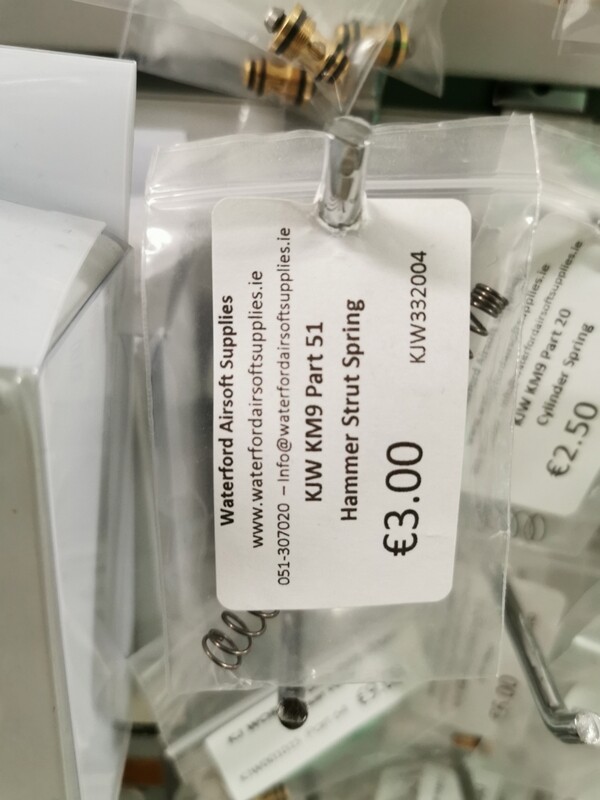 Waterford Airsoft Supplies
www.waterfordairsoftsupplies.ie
051-307020 – Info@waterfordairsoftsupplies.ie
KJW KM9 Part 51
Hammer Strut Spring
€3.00 KJW332004
KJW KM9 Part 20
Cylinder Spring
€2.50